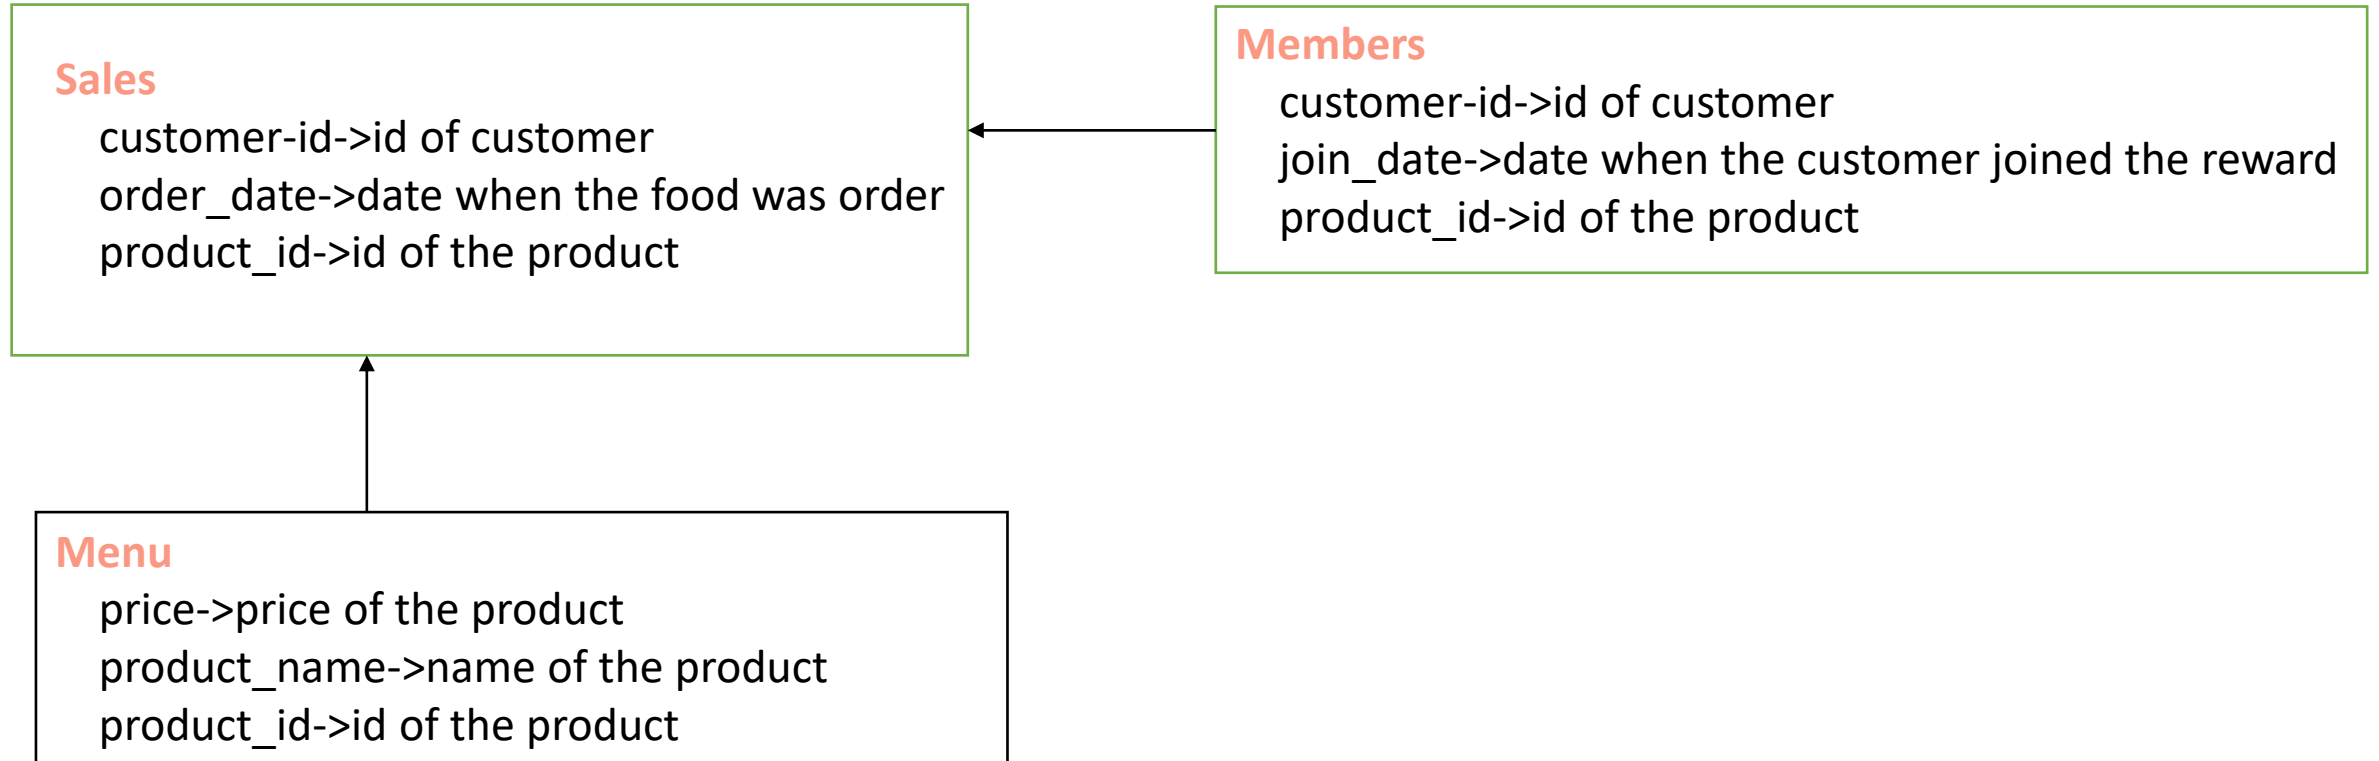 Sales
customer-id->id of customer
order_date->date when the food was order
product_id->id of the product
Members
customer-id->id of customer
join_date->date when the customer joined the reward
product_id->id of the product
Menu
price->price of the product
product_name->name of the product
product_id->id of the product